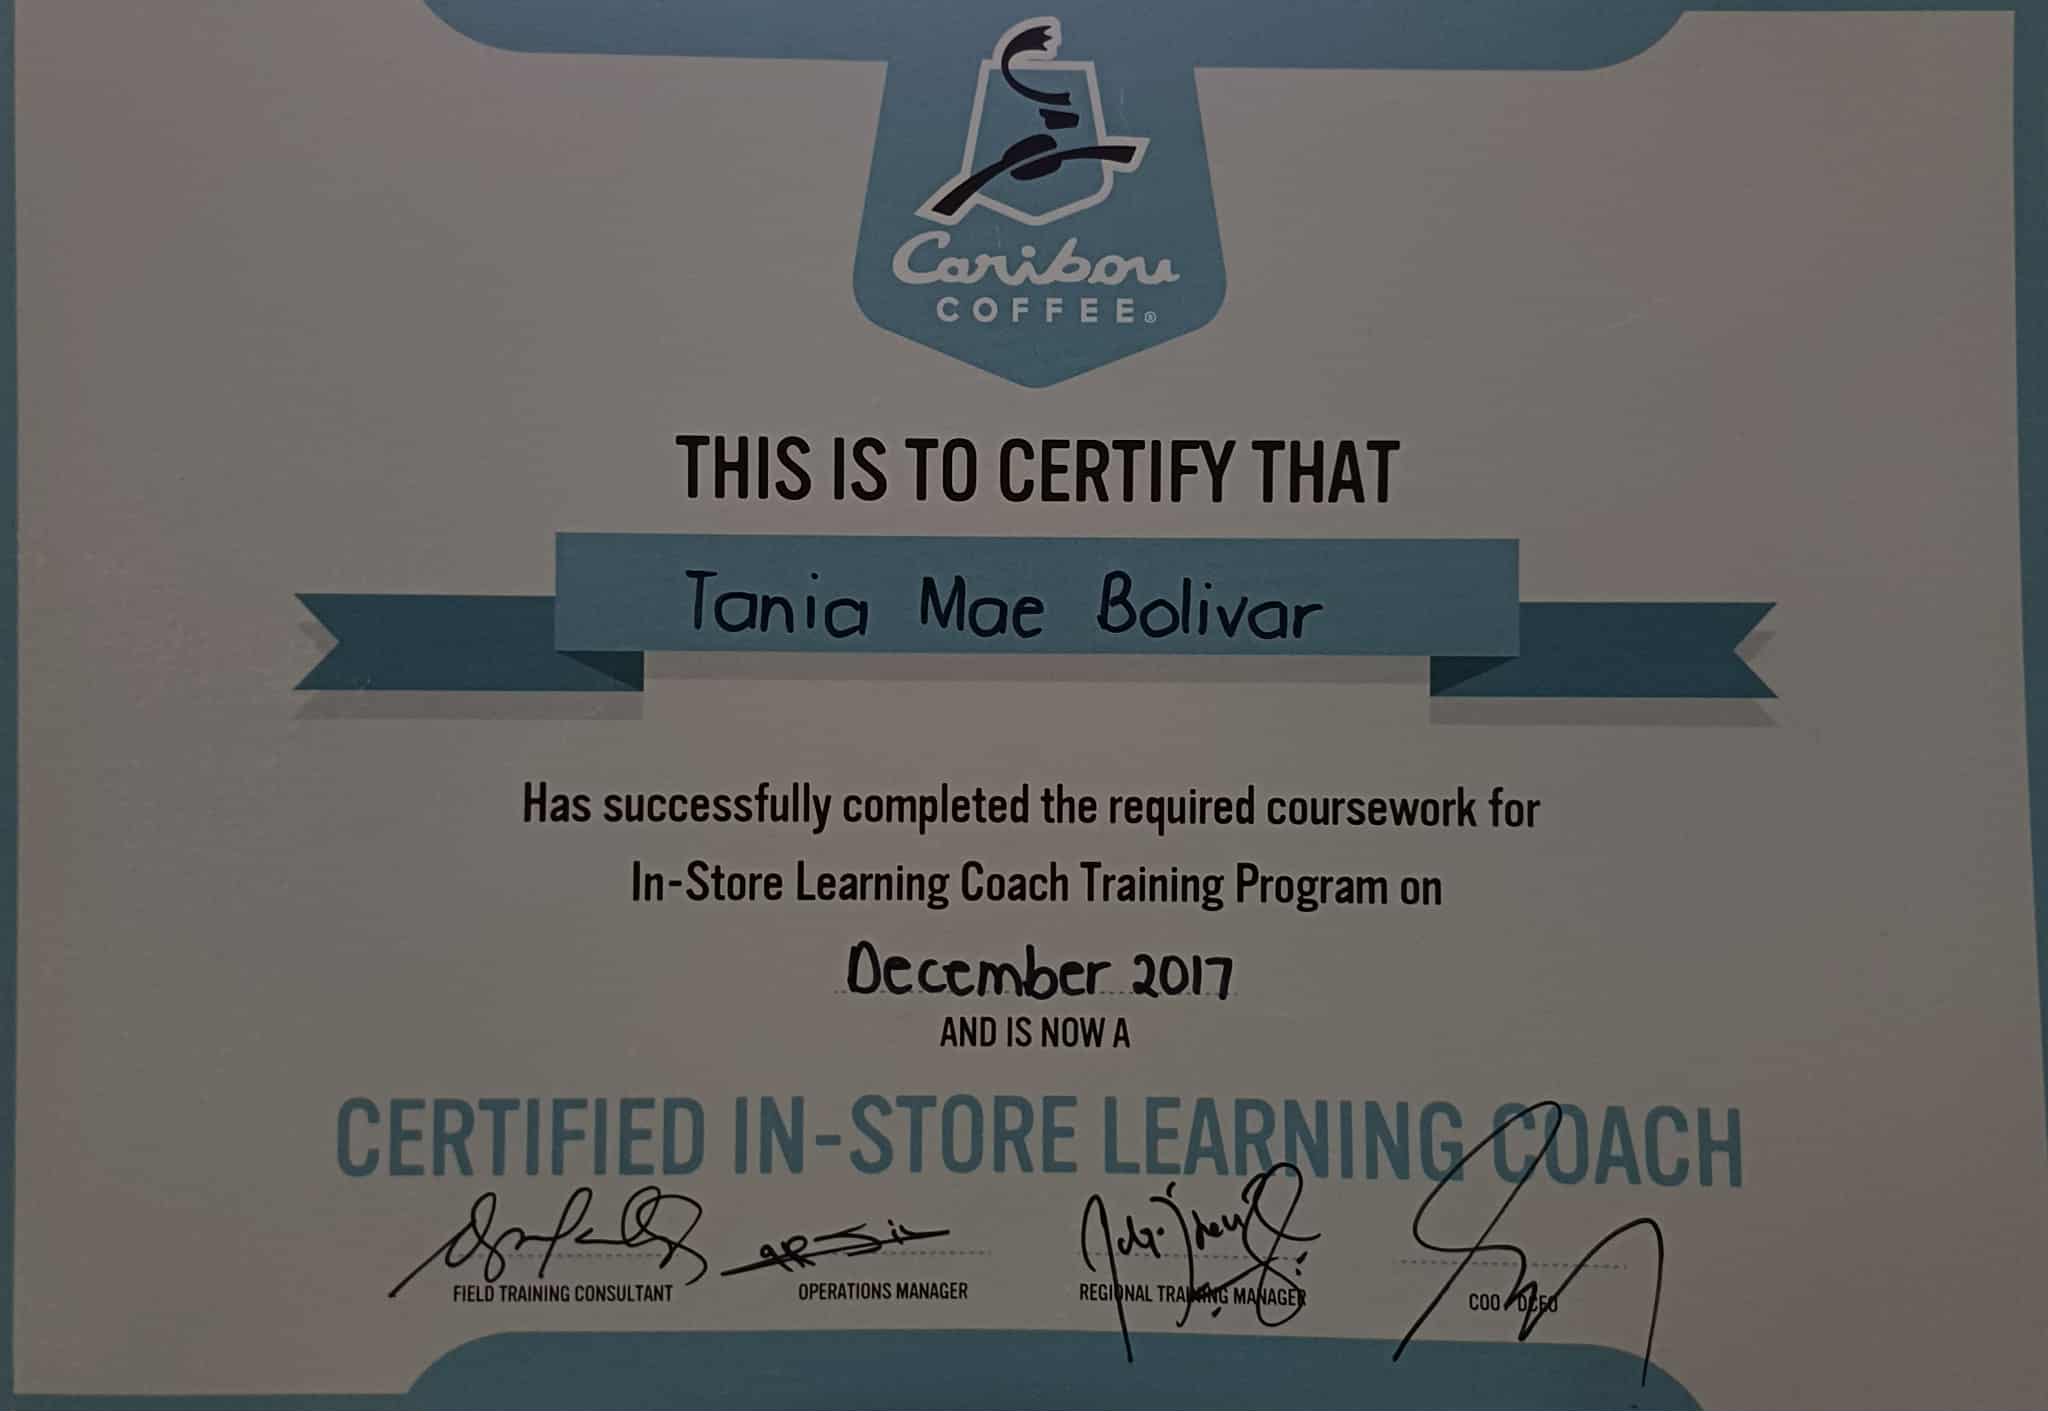 Caribou
COFFEE®
THIS IS TO CERTIFY THAT
Tania Mae Bolivar
Has successfully completed the required coursework for
In-Store Learning Coach Training Program on
December 2017
AND IS NOW A
CERTIFIED IN-STORE LEARNING COACH
FIELD TRAINING CONSULTANT
OPERATIONS MANAGER
REGIONAL TRAINING MANAGER
COO / DCEO